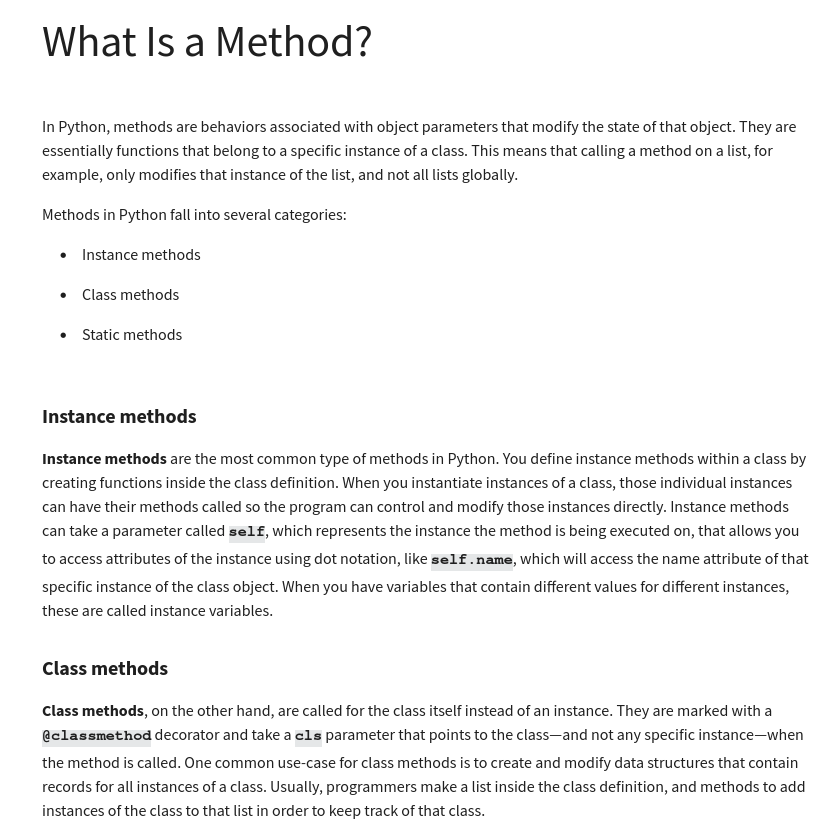 What Is a Method?
In Python, methods are behaviors associated with object parameters that modify the state of that object. They are
essentially functions that belong to a specific instance of a class. This means that calling a method on a list, for
example, only modifies that instance of the list, and not all lists globally.
Methods in Python fall into several categories:
• Instance methods
• Class methods
• Static methods
Instance methods
Instance methods are the most common type of methods in Python. You define instance methods within a class by
creating functions inside the class definition. When you instantiate instances of a class, those individual instances
can have their methods called so the program can control and modify those instances directly. Instance methods
can take a parameter called self, which represents the instance the method is being executed on, that allows you
to access attributes of the instance using dot notation, like self.name, which will access the name attribute of that
specific instance of the class object. When you have variables that contain different values for different instances,
these are called instance variables.
Class methods
Class methods, on the other hand, are called for the class itself instead of an instance. They are marked with a
@classmethod decorator and take a cls parameter that points to the class—and not any specific instance—when
the method is called. One common use-case for class methods is to create and modify data structures that contain
records for all instances of a class. Usually, programmers make a list inside the class definition, and methods to add
instances of the class to that list in order to keep track of that class.